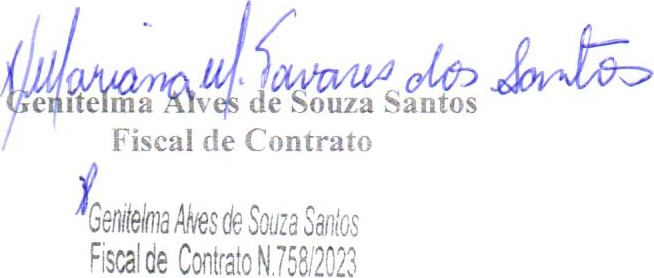 Mariana M. Tavares dos Santos
Genitelma Alves de Souza Santos
Fiscal de Contrato
Genitelma Alves de Souza Santos
Fiscal de Contrato N.758/2023